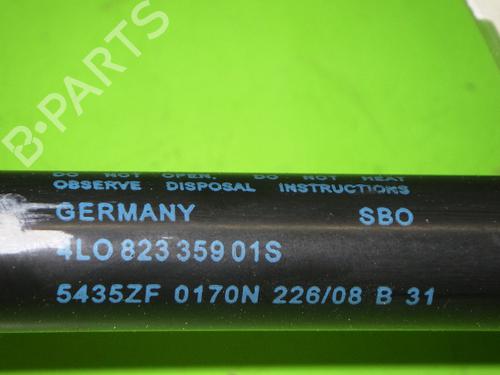 B-PARTS
DO NOT OPEN. DO NOT HEAT
OBSERVE DISPOSAL INSTRUCTIONS
GERMANY SBO
4L0 823 359 01S
5435ZF 0170N 226/08 B 31